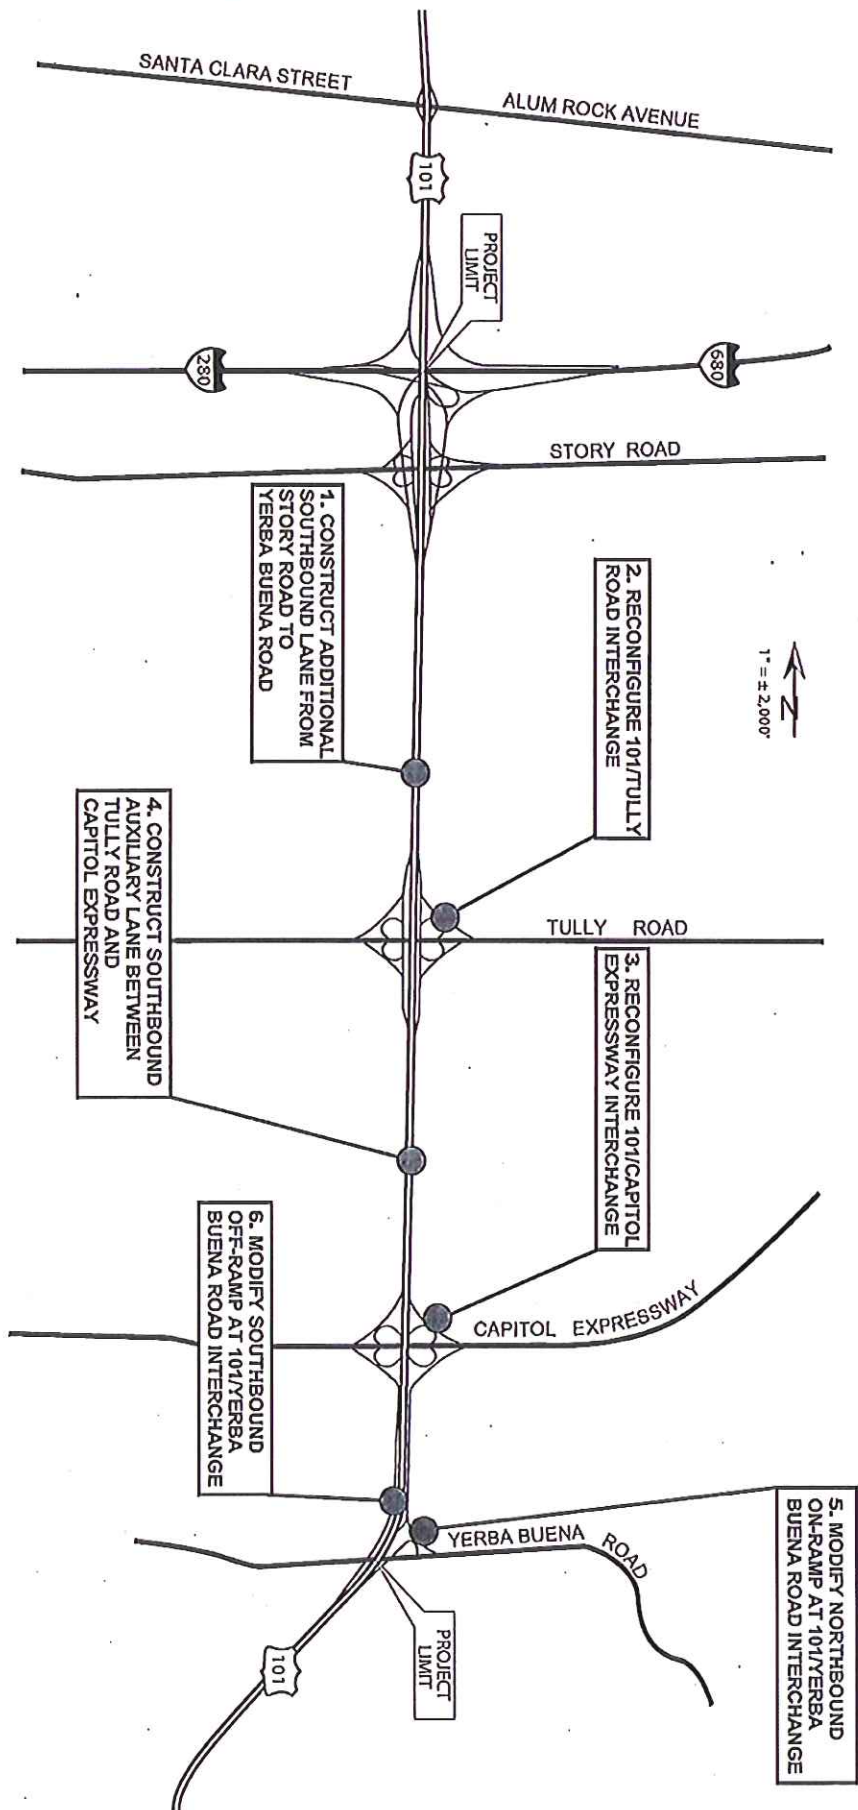 SANTA CLARA STREET
ALUM ROCK AVENUE
101
PROJECT
LIMIT
280
680
STORY ROAD
1. CONSTRUCT ADDITIONAL
SOUTHBOUND LANE FROM
STORY ROAD TO
YERBA BUENA ROAD
2. RECONFIGURE 101/TULLY
ROAD INTERCHANGE
N
1" = ± 2,000'
TULLY ROAD
3. RECONFIGURE 101/CAPITOL
EXPRESSWAY INTERCHANGE
4. CONSTRUCT SOUTHBOUND
AUXILIARY LANE BETWEEN
TULLY ROAD AND
CAPITOL EXPRESSWAY
CAPITOL EXPRESSWAY
6. MODIFY SOUTHBOUND
OFF-RAMP AT 101/YERBA
BUENA ROAD INTERCHANGE
5. MODIFY NORTHBOUND
ON-RAMP AT 101/YERBA
BUENA ROAD INTERCHANGE
YERBA BUENA ROAD
PROJECT
LIMIT
101